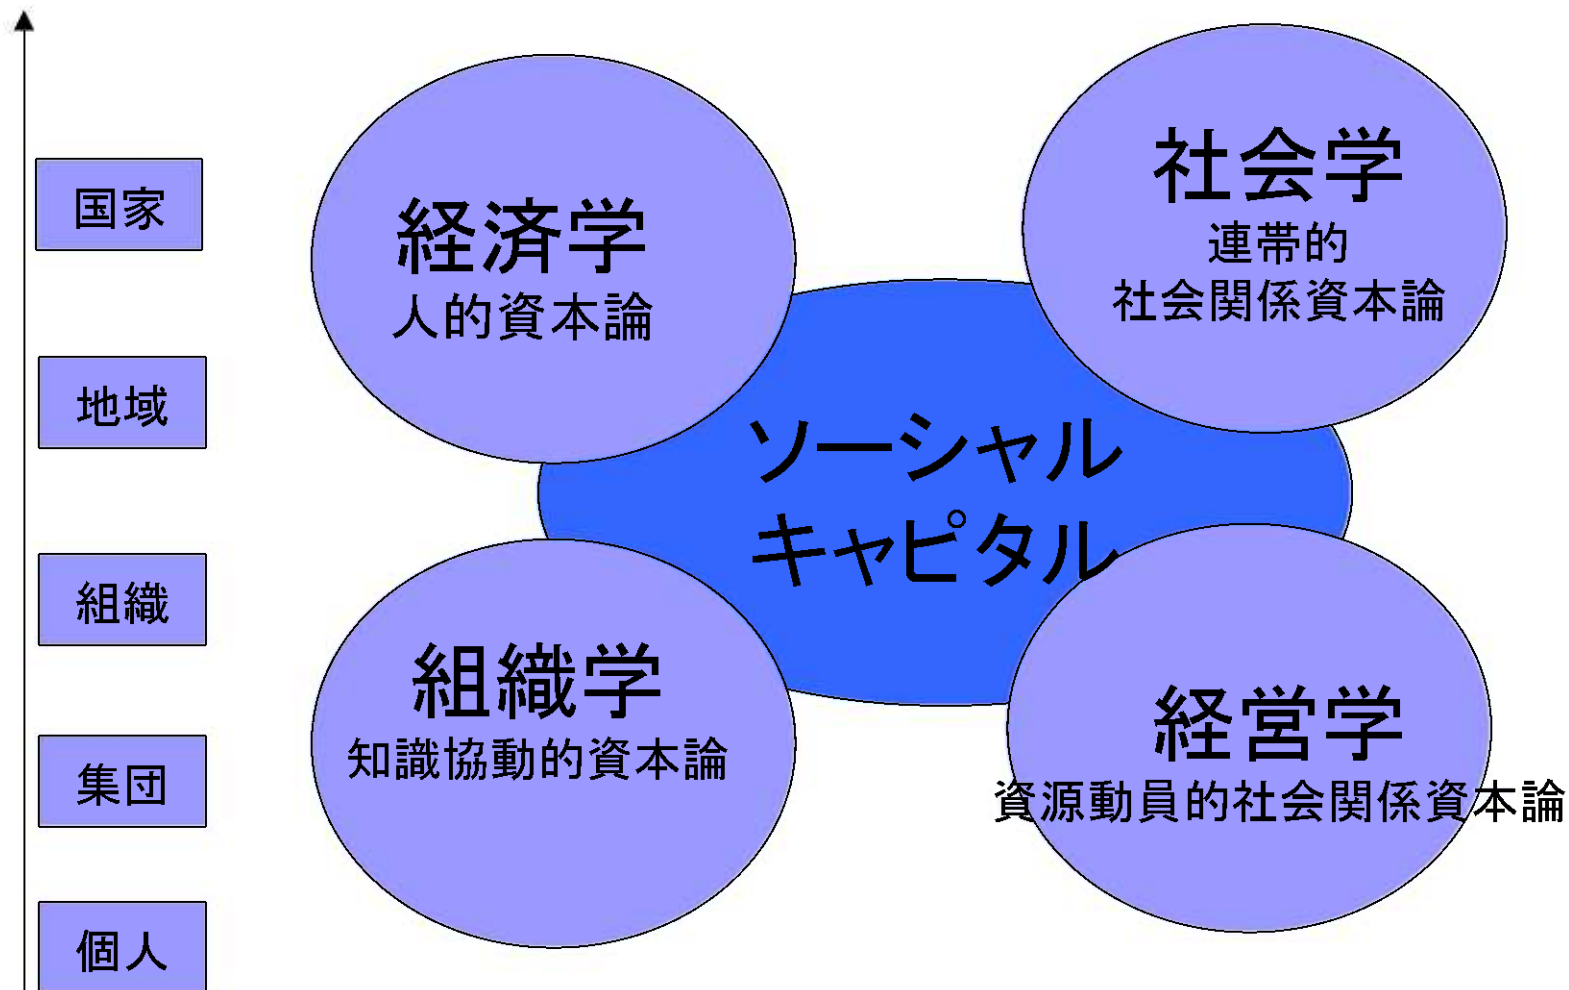 国家
地域
組織
集団
個人
経済学
人的資本論
社会学
連帯的
社会関係資本論
ソーシャル
キャピタル
組織学
知識協動的資本論
経営学
資源動員的社会関係資本論